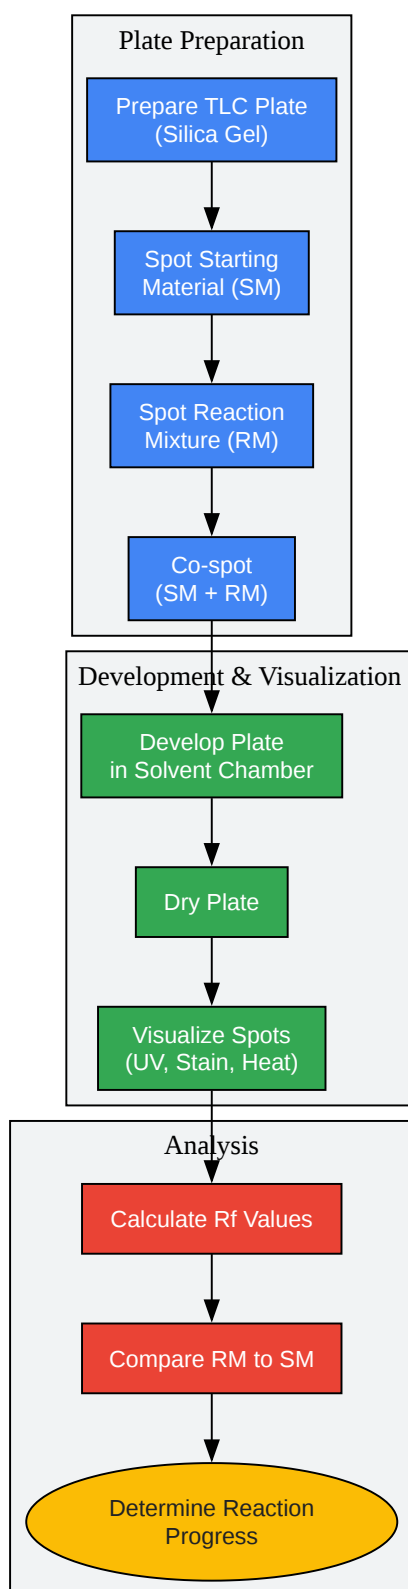 Plate Preparation
Prepare TLC Plate
(Silica Gel)
Spot Starting
Material (SM)
Spot Reaction
Mixture (RM)
Co-spot
(SM + RM)
Development & Visualization
Develop Plate
in Solvent Chamber
Dry Plate
Visualize Spots
(UV, Stain, Heat)
Analysis
Calculate Rf Values
Compare RM to SM
Determine Reaction
Progress